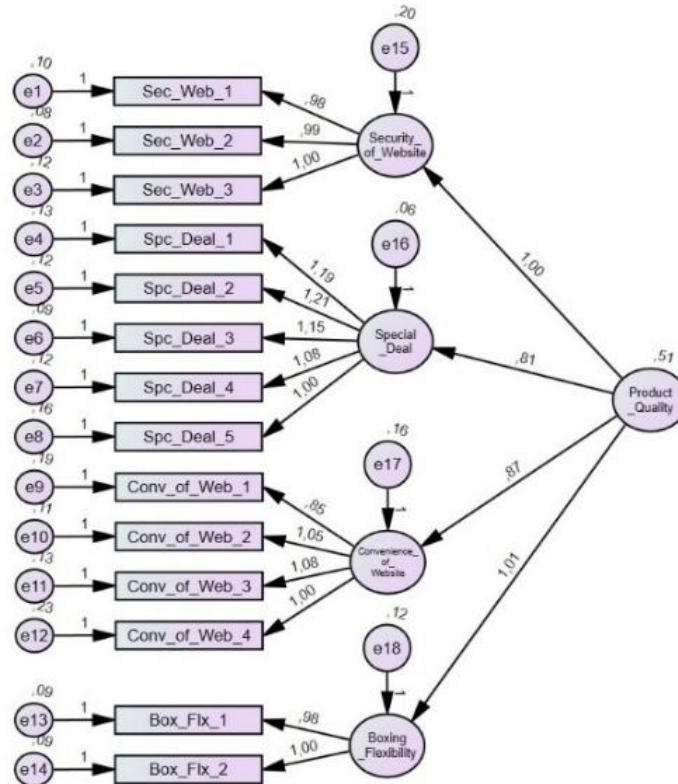 ,20
e15
1
,10
e1
1
Sec_Web_1
,98
,08
e2
1
Sec_Web_2
,99
Security_
of_Website
,12
e3
1
Sec_Web_3
1,00
,13
e4
1
Spc_Deal_1
1,19
,06
e16
1
1,00
,12
e5
1
Spc_Deal_2
1,21
,09
e6
1
Spc_Deal_3
1,15
Special
_Deal
,81
,12
e7
1
Spc_Deal_4
1,08
,51
Product
_Quality
,16
e8
1
Spc_Deal_5
1,00
,19
e9
1
Conv_of_Web_1
,85
,16
e17
1
,87
,11
e10
1
Conv_of_Web_2
1,05
Convenience_
of_
Website
,13
e11
1
Conv_of_Web_3
1,08
1,01
,23
e12
1
Conv_of_Web_4
1,00
,12
e18
1
,09
e13
1
Box_Flx_1
,98
Boxing
_Flexibility
,09
e14
1
Box_Flx_2
1,00